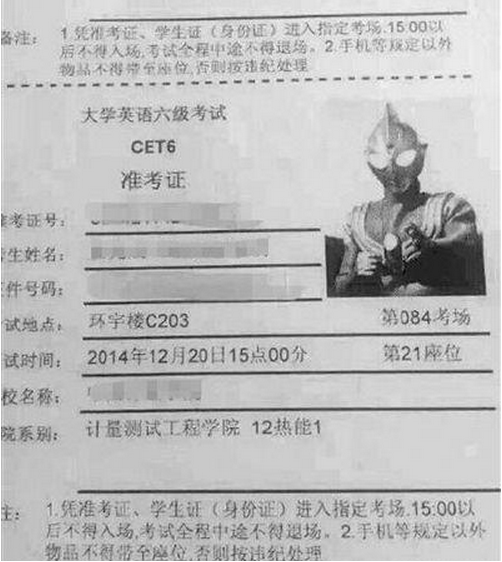 备注: 1.凭准考证、学生证（身份证）进入指定考场.15:00以
后不得入场,考试全程中途不得退场。2.手机等规定以外
物品不得带至座位,否则按违纪处理
大学英语六级考试
CET6
准考证
准考证号:
生姓名:
件号码:
试地点: 环宇楼C203 第084考场
试时间: 2014年12月20日15点00分 第21座位
校名称:
院系别: 计量测试工程学院 12热能1
注: 1.凭准考证、学生证（身份证）进入指定考场.15:00以
后不得入场,考试全程中途不得退场。2.手机等规定以外
物品不得带至座位,否则按违纪处理